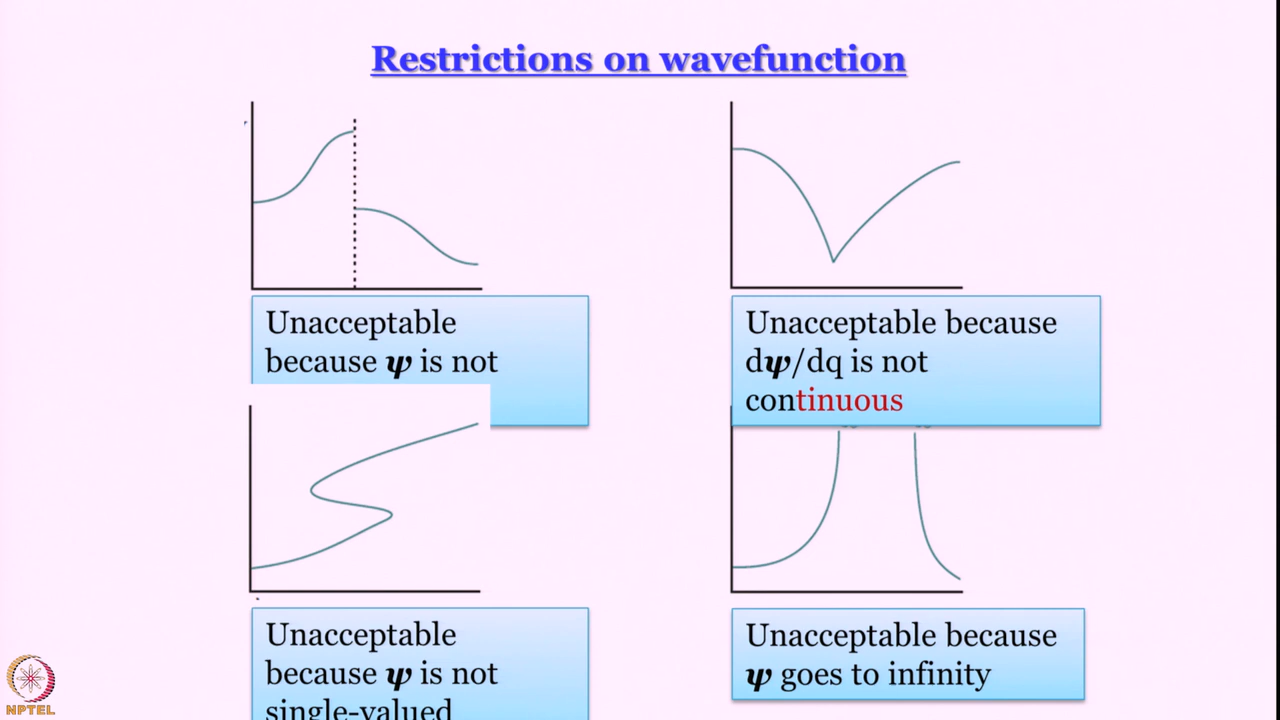 Restrictions on wavefunction
Unacceptable
because ψ is not
Unacceptable because
dψ/dq is not
continuous
Unacceptable
because ψ is not
single-valued
Unacceptable because
ψ goes to infinity
NPTEL